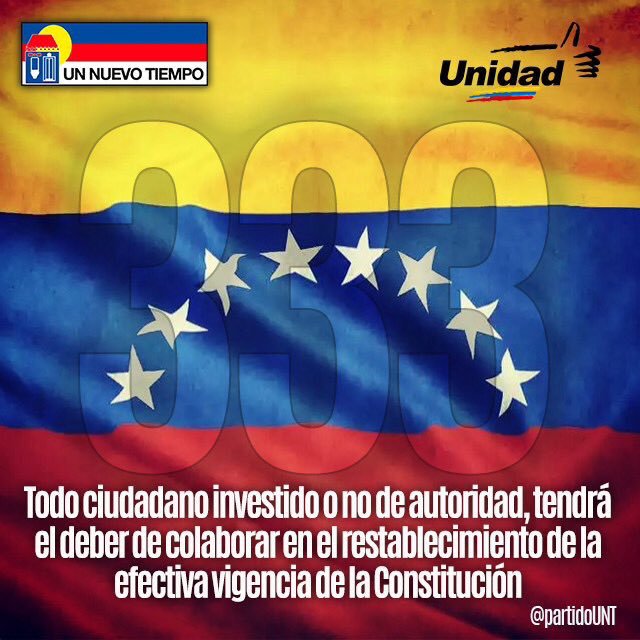 UN NUEVO TIEMPO
Unidad
333
Todo ciudadano investido o no de autoridad, tendrá
el deber de colaborar en el restablecimiento de la
efectiva vigencia de la Constitución
@partidoUNT